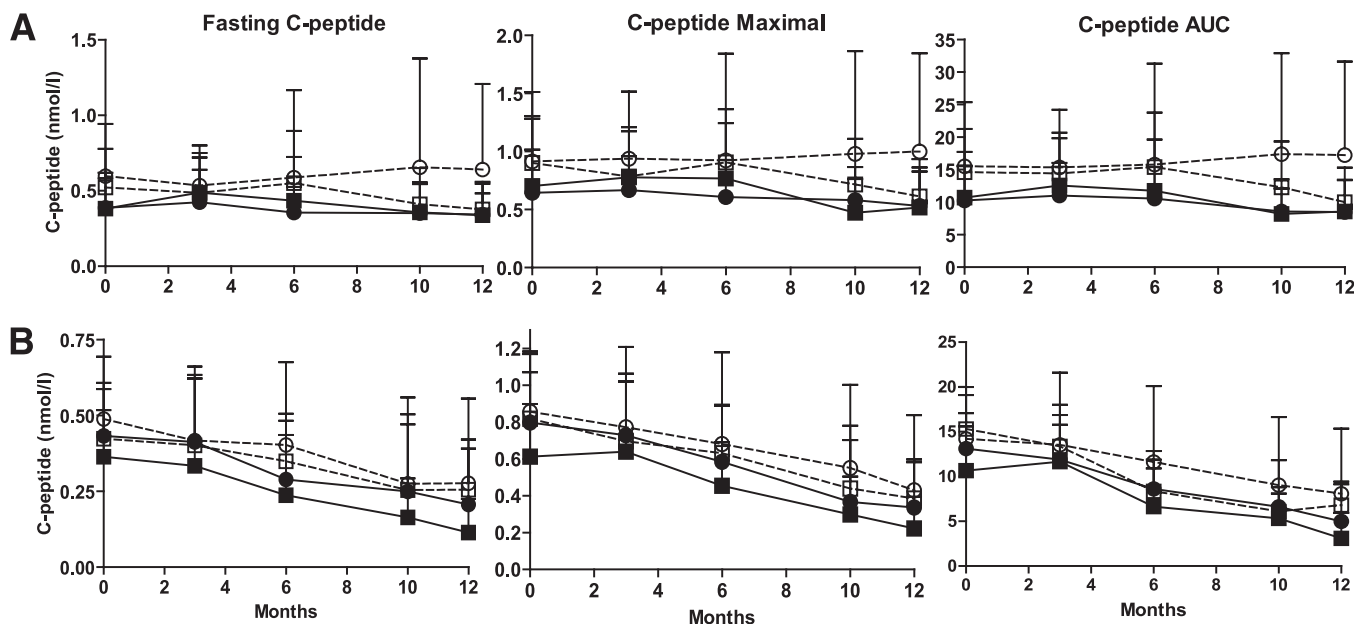 A
Fasting C-peptide
C-peptide Maximal
C-peptide AUC
C-peptide (nmol/l)
1.5
1.0
0.5
0.0
0 2 4 6 8 10 12
2.0
1.5
1.0
0.5
0.0
0 2 4 6 8 10 12
35
30
25
20
15
10
5
0
0 2 4 6 8 10 12
B
C-peptide (nmol/l)
0.75
0.50
0.25
0.00
0 2 4 6 8 10 12
Months
1.2
1.0
0.8
0.6
0.4
0.2
0.0
0 2 4 6 8 10 12
Months
25
20
15
10
5
0
0 2 4 6 8 10 12
Months